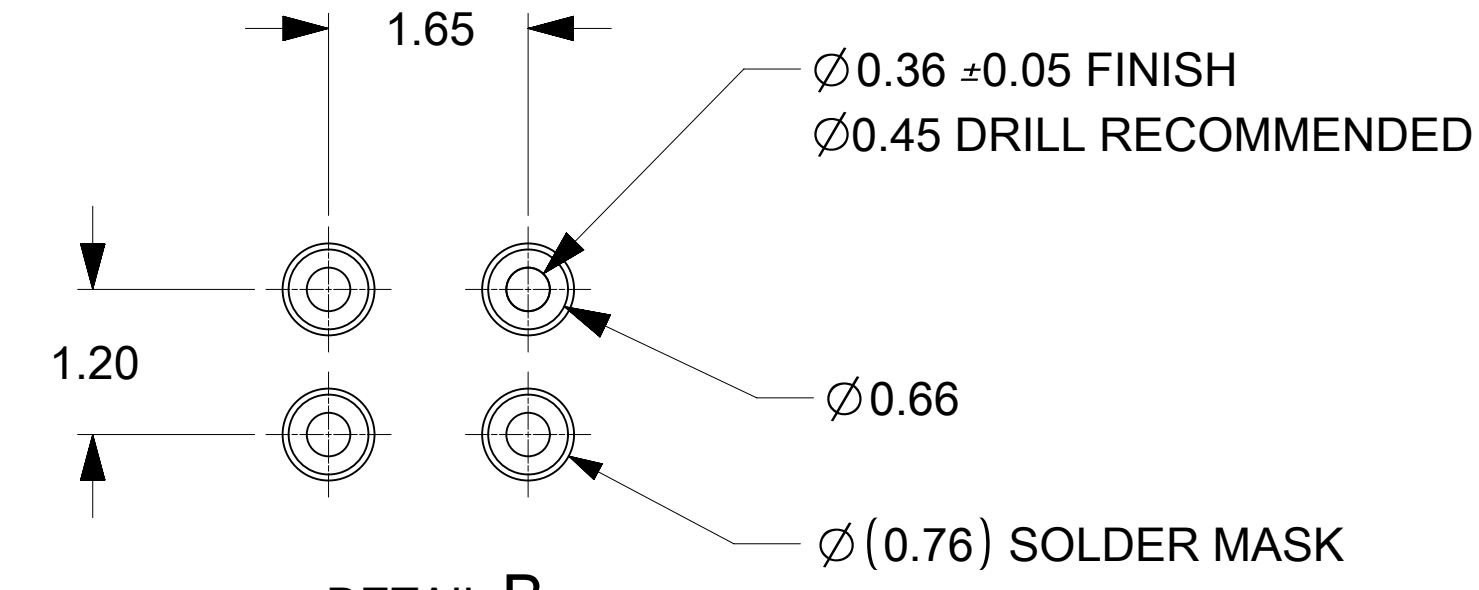 1.65
∅0.36 ±0.05 FINISH
∅0.45 DRILL RECOMMENDED
1.20
∅0.66
∅(0.76) SOLDER MASK
DETAIL B